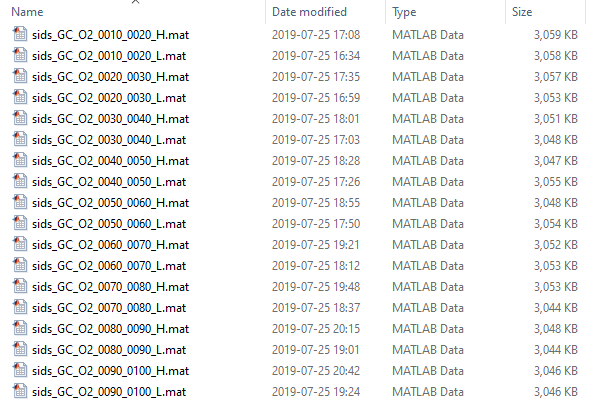 Name Date modified Type Size
sids_GC_O2_0010_0020_H.mat 2019-07-25 17:08 MATLAB Data 3,059 KB
sids_GC_O2_0010_0020_L.mat 2019-07-25 16:34 MATLAB Data 3,058 KB
sids_GC_O2_0020_0030_H.mat 2019-07-25 17:35 MATLAB Data 3,057 KB
sids_GC_O2_0020_0030_L.mat 2019-07-25 16:59 MATLAB Data 3,053 KB
sids_GC_O2_0030_0040_H.mat 2019-07-25 18:01 MATLAB Data 3,051 KB
sids_GC_O2_0030_0040_L.mat 2019-07-25 17:03 MATLAB Data 3,048 KB
sids_GC_O2_0040_0050_H.mat 2019-07-25 18:28 MATLAB Data 3,047 KB
sids_GC_O2_0040_0050_L.mat 2019-07-25 17:26 MATLAB Data 3,055 KB
sids_GC_O2_0050_0060_H.mat 2019-07-25 18:55 MATLAB Data 3,048 KB
sids_GC_O2_0050_0060_L.mat 2019-07-25 17:50 MATLAB Data 3,054 KB
sids_GC_O2_0060_0070_H.mat 2019-07-25 19:21 MATLAB Data 3,052 KB
sids_GC_O2_0060_0070_L.mat 2019-07-25 18:12 MATLAB Data 3,053 KB
sids_GC_O2_0070_0080_H.mat 2019-07-25 19:48 MATLAB Data 3,053 KB
sids_GC_O2_0070_0080_L.mat 2019-07-25 18:37 MATLAB Data 3,044 KB
sids_GC_O2_0080_0090_H.mat 2019-07-25 20:15 MATLAB Data 3,048 KB
sids_GC_O2_0080_0090_L.mat 2019-07-25 19:01 MATLAB Data 3,044 KB
sids_GC_O2_0090_0100_H.mat 2019-07-25 20:42 MATLAB Data 3,046 KB
sids_GC_O2_0090_0100_L.mat 2019-07-25 19:24 MATLAB Data 3,046 KB